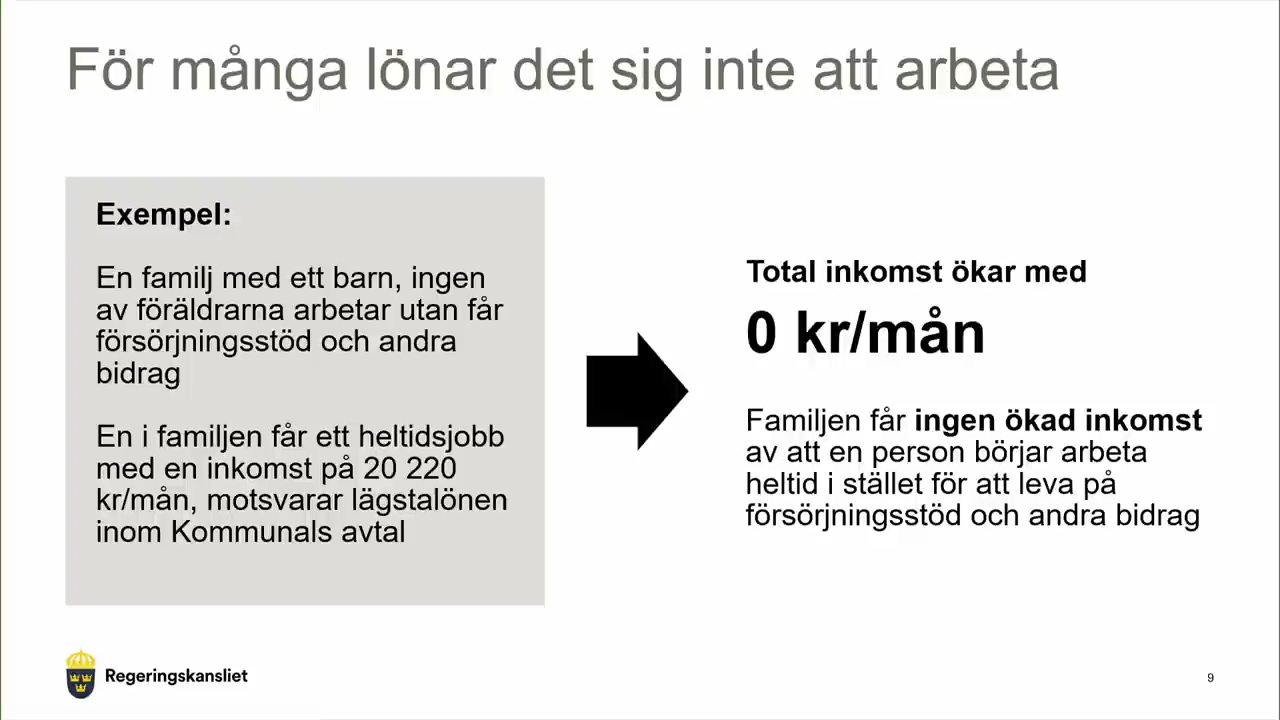 För många lönar det sig inte att arbeta
Exempel:
En familj med ett barn, ingen
av föräldrarna arbetar utan får
försörjningsstöd och andra
bidrag
En i familjen får ett heltidsjobb
med en inkomst på 20 220
kr/mån, motsvarar lägstalönen
inom Kommunals avtal
Total inkomst ökar med
0 kr/mån
Familjen får ingen ökad inkomst
av att en person börjar arbeta
heltid i stället för att leva på
försörjningsstöd och andra bidrag
Regeringskansliet
9